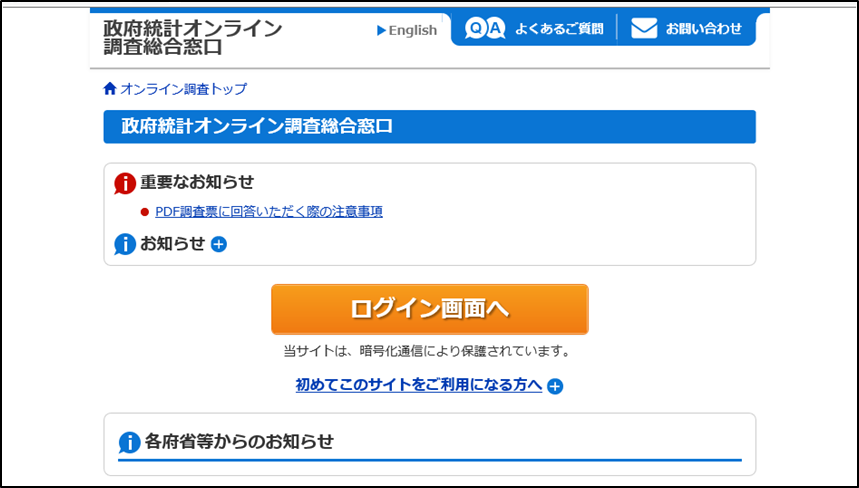 政府統計オンライン
調査総合窓口
English
QA よくあるご質問
お問い合わせ
オンライン調査トップ
政府統計オンライン調査総合窓口
重要なお知らせ
PDF調査票に回答いただく際の注意事項
お知らせ
ログイン画面へ
当サイトは、暗号化通信により保護されています。
初めてこのサイトをご利用になる方へ
各府省等からのお知らせ